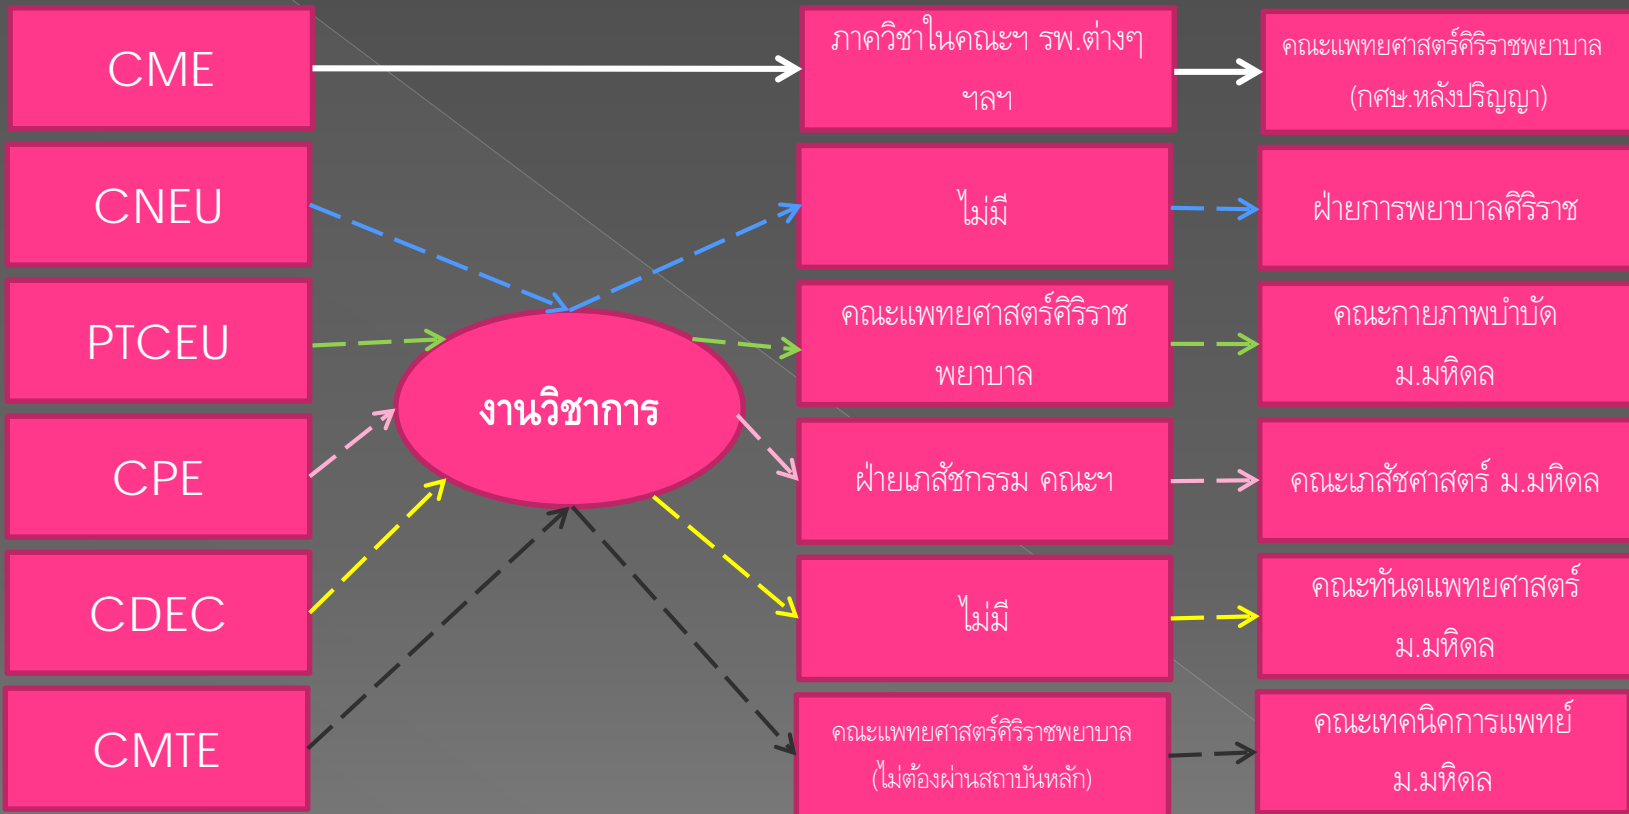 CME
ภาควิชาในคณะฯ รพ.ต่างๆ
ฯลฯ
คณะแพทยศาสตร์ศิริราชพยาบาล
(กศษ.หลังปริญญา)
CNEU
ไม่มี
ฝ่ายการพยาบาลศิริราช
PTCEU
คณะแพทยศาสตร์ศิริราช
พยาบาล
คณะกายภาพบำบัด
ม.มหิดล
งานวิชาการ
CPE
ฝ่ายเภสัชกรรม คณะฯ
คณะเภสัชศาสตร์ ม.มหิดล
CDEC
ไม่มี
คณะทันตแพทยศาสตร์
ม.มหิดล
CMTE
คณะแพทยศาสตร์ศิริราชพยาบาล
(ไม่ต้องผ่านสถาบันหลัก)
คณะเทคนิคการแพทย์
ม.มหิดล